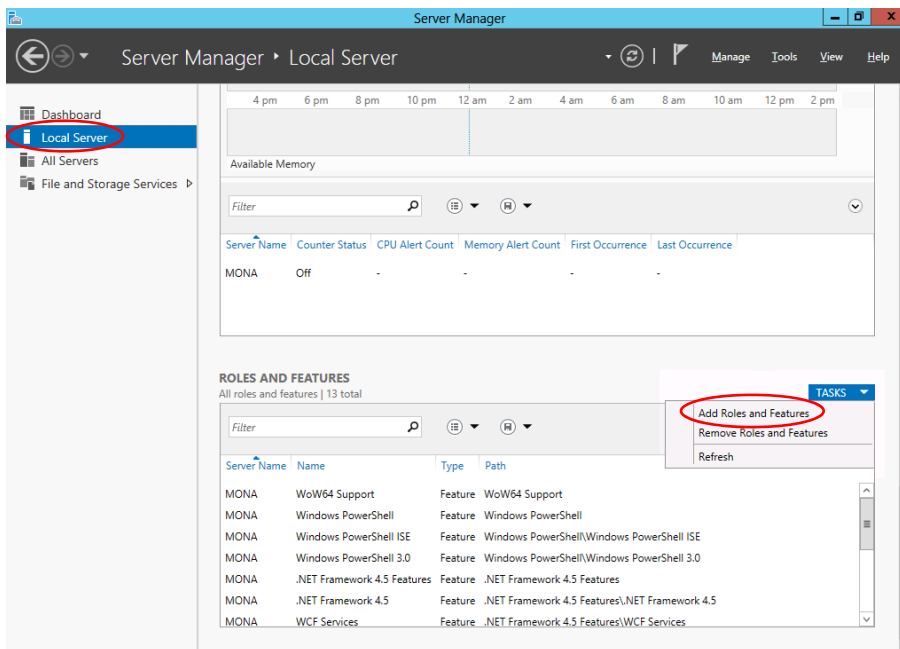 Server Manager
Server Manager ‣ Local Server
Manage Tools View Help
Dashboard
Local Server
All Servers
File and Storage Services
4 pm 6 pm 8 pm 10 pm 12 am 2 am 4 am 6 am 8 am 10 am 12 pm 2 pm
Available Memory
Filter
Server Name Counter Status CPU Alert Count Memory Alert Count First Occurrence Last Occurrence
MONA Off - - - -
ROLES AND FEATURES
All roles and features | 13 total
TASKS
Add Roles and Features
Remove Roles and Features
Refresh
Filter
Server Name Name Type Path
MONA WoW64 Support Feature WoW64 Support
MONA Windows PowerShell Feature Windows PowerShell
MONA Windows PowerShell ISE Feature Windows PowerShell\Windows PowerShell ISE
MONA Windows PowerShell 3.0 Feature Windows PowerShell\Windows PowerShell 3.0
MONA .NET Framework 4.5 Features Feature .NET Framework 4.5 Features
MONA .NET Framework 4.5 Feature .NET Framework 4.5 Features\.NET Framework 4.5
MONA WCF Services Feature .NET Framework 4.5 Features\WCF Services